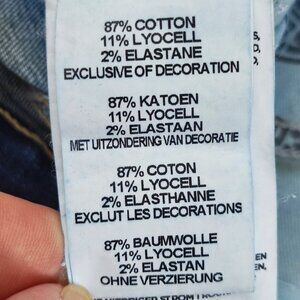 87% COTTON
11% LYOCELL
2% ELASTANE
EXCLUSIVE OF DECORATION
87% KATOEN
11% LYOCELL
2% ELASTAAN
MET UITZONDERING VAN DECORATIE
87% COTON
11% LYOCELL
2% ELASTHANNE
EXCLUT LES DECORATIONS
87% BAUMWOLLE
11% LYOCELL
2% ELASTAN
OHNE VERZIERUNG